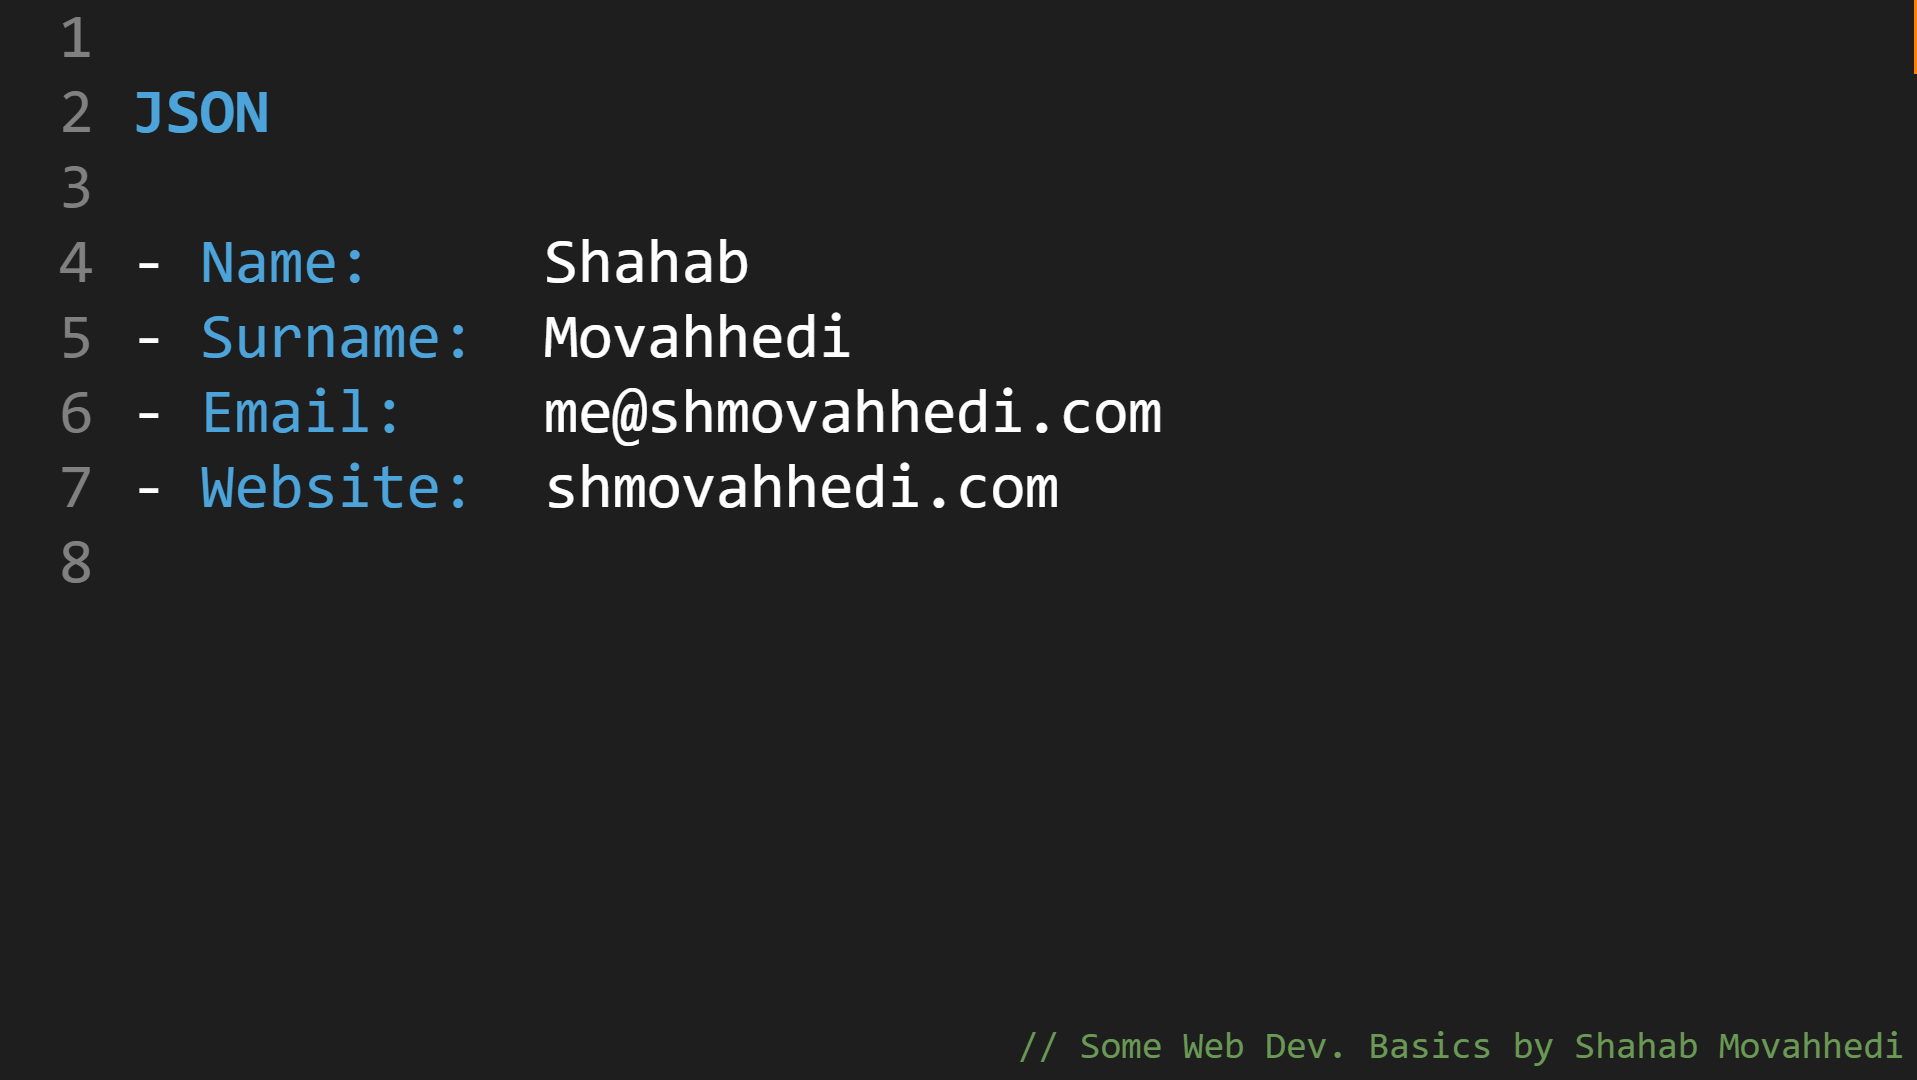 1
2 JSON
3
4 - Name: Shahab
5 - Surname: Movahhedi
6 - Email: me@shmovahhedi.com
7 - Website: shmovahhedi.com
8
// Some Web Dev. Basics by Shahab Movahhedi